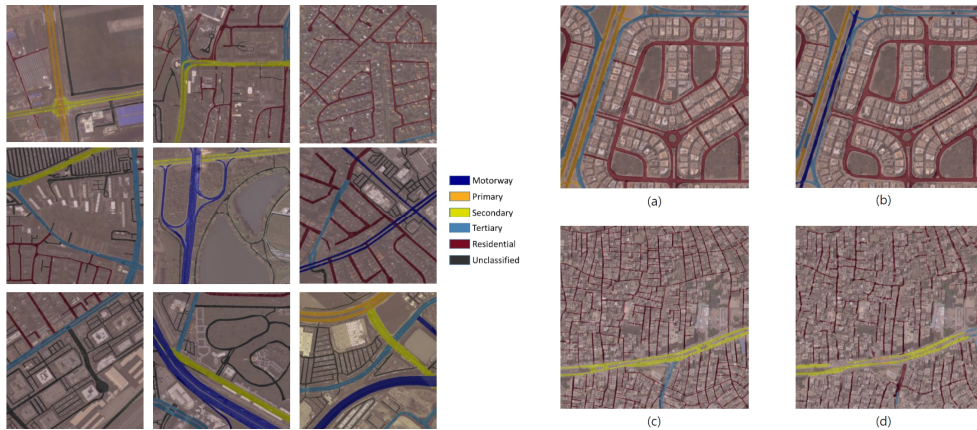 Motorway
Primary
Secondary
Tertiary
Residential
Unclassified
(a)
(b)
(c)
(d)